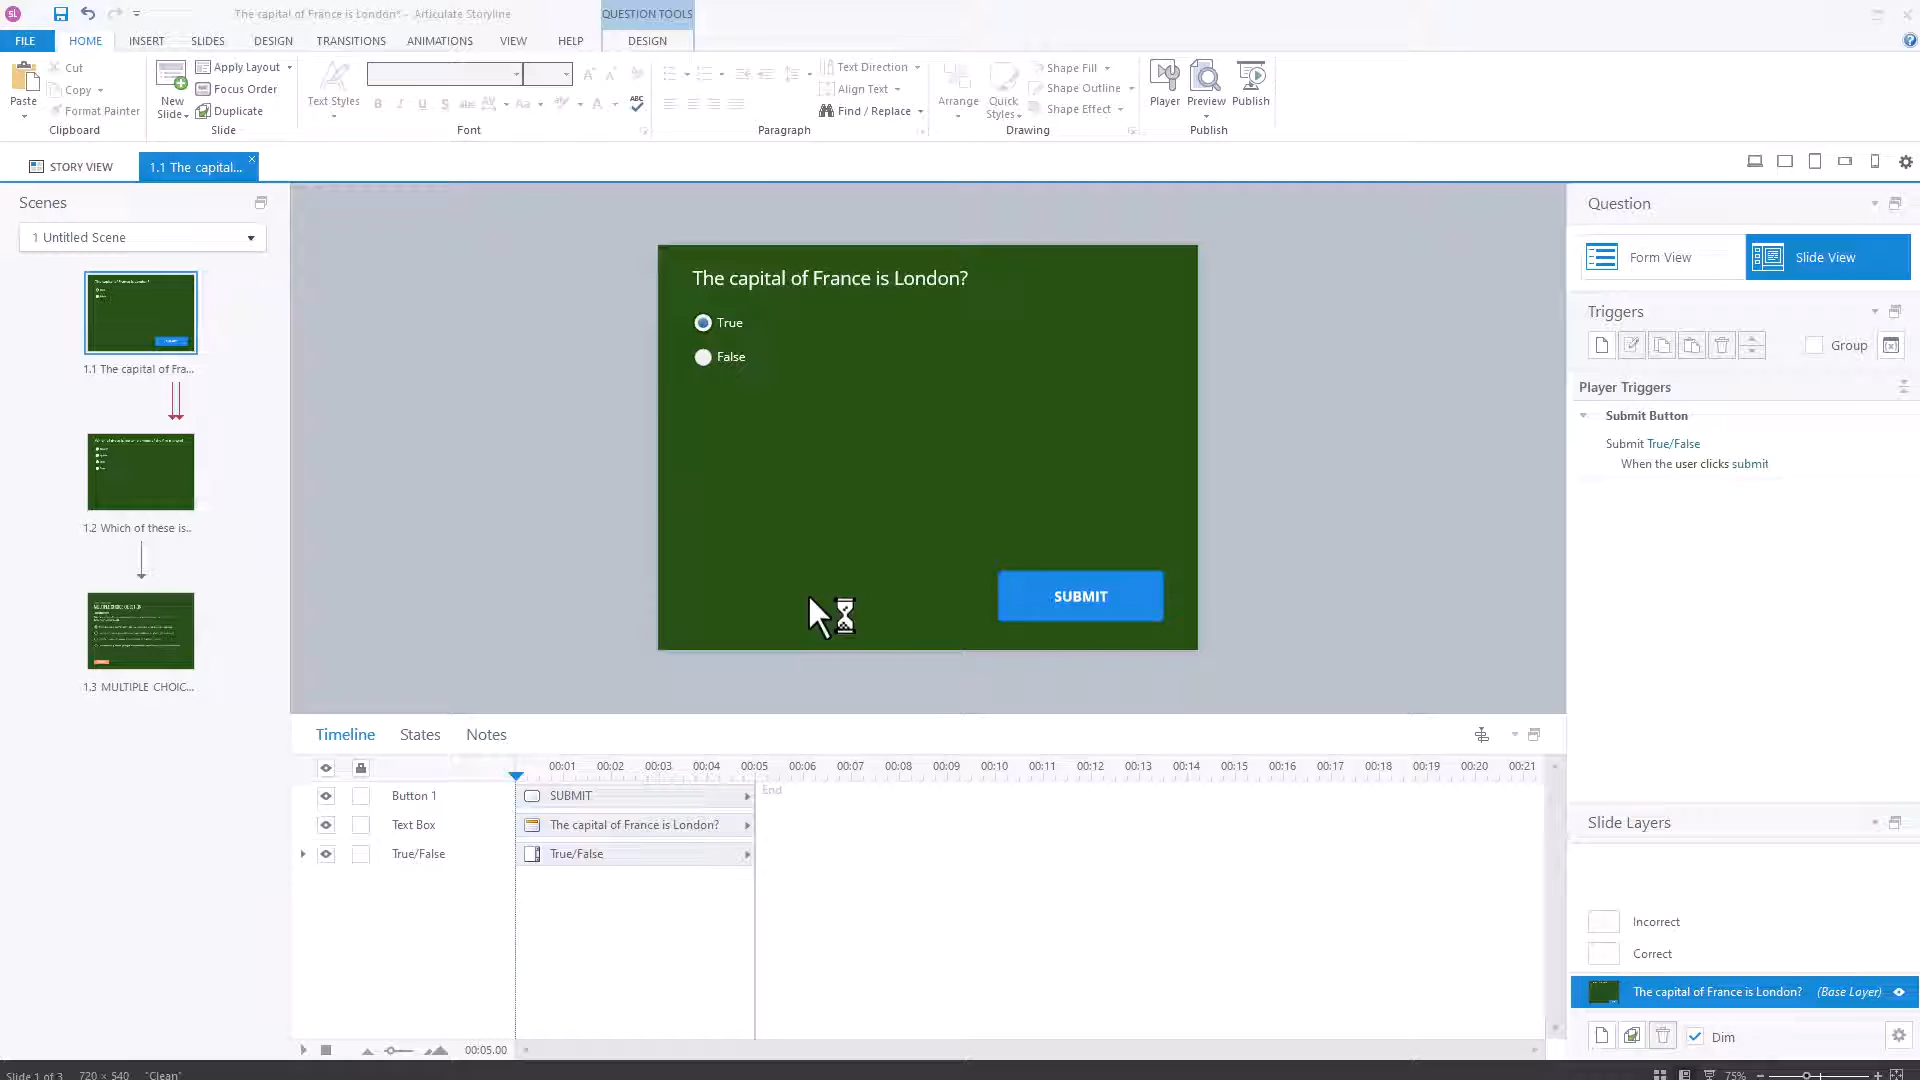 The capital of France is London* - Articulate Storyline
QUESTION TOOLS
FILE
HOME
INSERT
SLIDES
DESIGN
TRANSITIONS
ANIMATIONS
VIEW
HELP
DESIGN
Paste
Cut
Copy
Format Painter
Clipboard
New
Slide
Apply Layout
Focus Order
Duplicate
Slide
Text Styles
Font
Text Direction
Align Text
Find / Replace
Paragraph
Arrange
Quick
Styles
Shape Fill
Shape Outline
Shape Effect
Drawing
Player
Preview
Publish
Publish
STORY VIEW
1.1 The capital...
Scenes
1 Untitled Scene
1.1 The capital of Fra...
1.2 Which of these is..
MULTIPLE CHOICE QUESTION
1.3 MULTIPLE CHOIC...
The capital of France is London?
True
False
SUBMIT
Question
Form View
Slide View
Triggers
Group
Player Triggers
Submit Button
Submit True/False
When the user clicks submit
Timeline
States
Notes
00:01 00:02 00:03 00:04 00:05 00:06 00:07 00:08 00:09 00:10 00:11 00:12 00:13 00:14 00:15 00:16 00:17 00:18 00:19 00:20 00:21
End
Button 1
SUBMIT
Text Box
The capital of France is London?
True/False
True/False
00:05.00
Slide Layers
Incorrect
Correct
The capital of France is London? (Base Layer)
Dim
Slide 1 of 3 720 × 540 "Clean"
75%